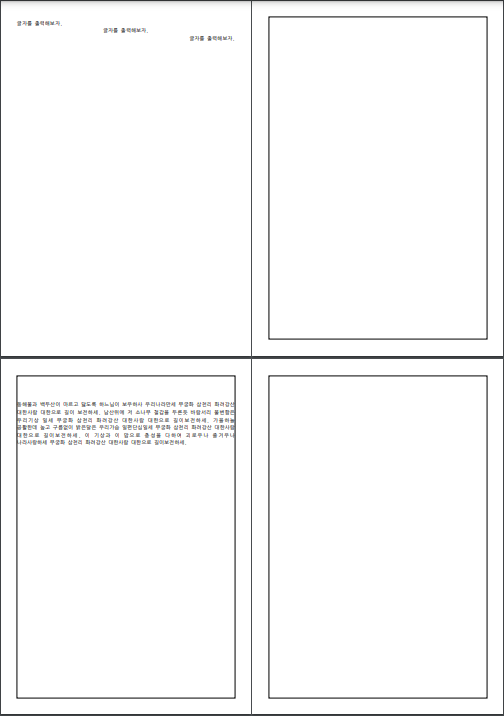 글자를 출력해보자.
글자를 출력해보자.
글자를 출력해보자.
동해물과 백두산이 마르고 닳도록 하느님이 보우하사 우리나라만세 무궁화 삼천리 화려강산
대한사람 대한으로 길이 보전하세. 남산위에 저 소나무 철갑을 두른듯 바람서리 불변함은
우리기상 일세 무궁화 삼천리 화려강산 대한사람 대한으로 길이보전하세. 가을하늘
공활한데 높고 구름없이 밝은달은 우리가슴 일편단심일세 무궁화 삼천리 화려강산 대한사람
대한으로 길이보전하세. 이 기상과 이 맘으로 충성을 다하여 괴로우나 즐거우나
나라사랑하세 무궁화 삼천리 화려강산 대한사람 대한으로 길이보전하세.